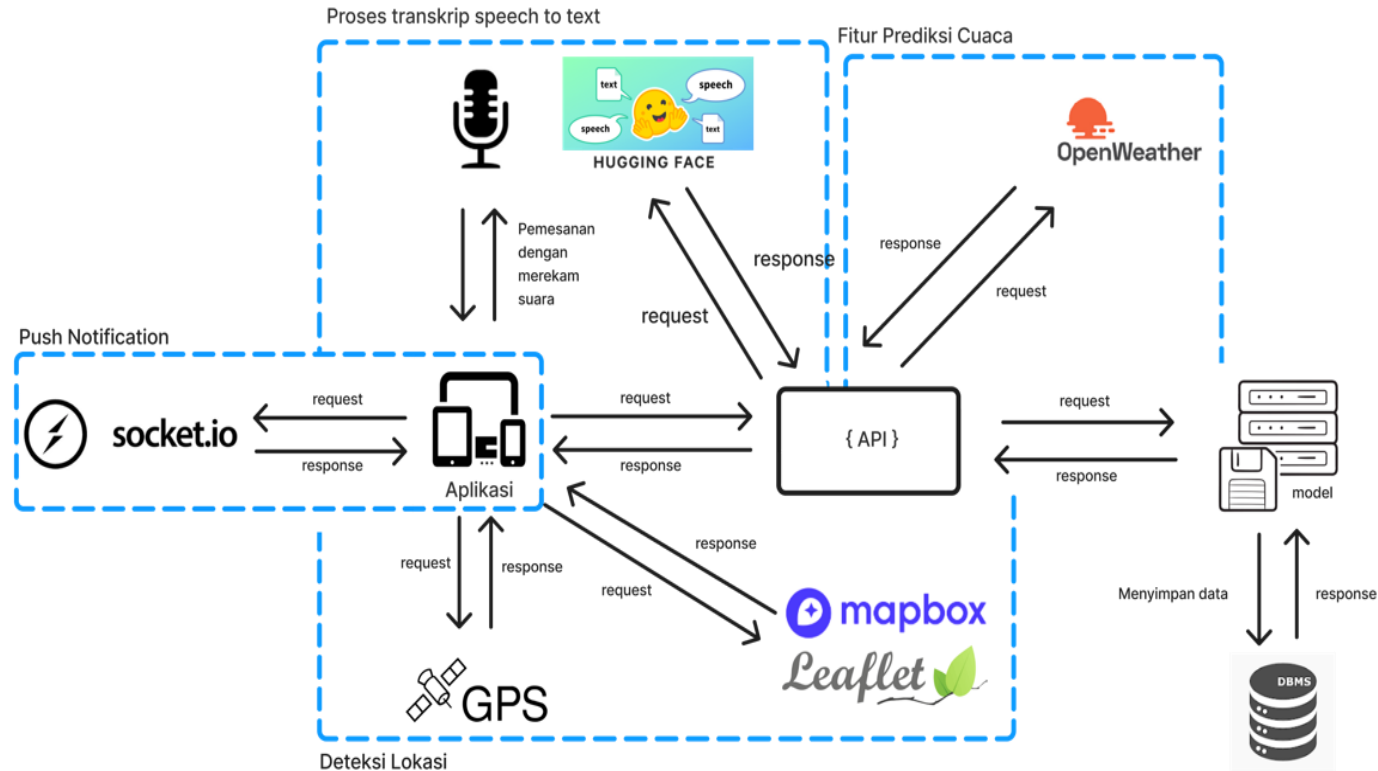 Proses transkrip speech to text
Fitur Prediksi Cuaca
text
speech
speech
text
HUGGING FACE
OpenWeather
Pemesanan
dengan
merekam
suara
response
request
response
request
Push Notification
socket.io
request
response
Aplikasi
request
response
{ API }
request
response
model
request
response
response
request
mapbox
Leaflet
GPS
Menyimpan data
response
DBMS
Deteksi Lokasi